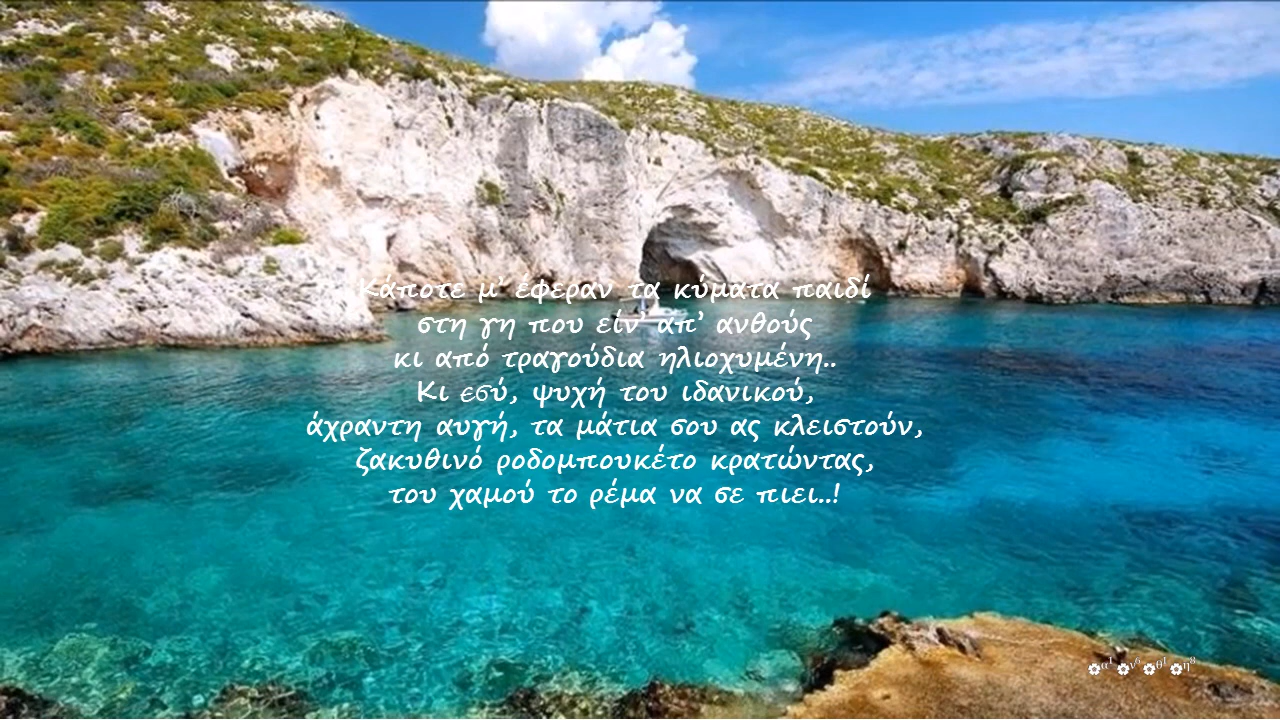 Κάποτε μ' έφεραν τα κύματα παιδί
στη γη που είν' απ' ανθούς
κι από τραγούδια ηλιοχυμένη..
Κι εσύ, ψυχή του ιδανικού,
άχραντη αυγή, τα μάτια σου ας κλειστούν,
ζακυθινό ροδομπουκέτο κρατώντας,
του χαμού το ρέμα να σε πιει..!